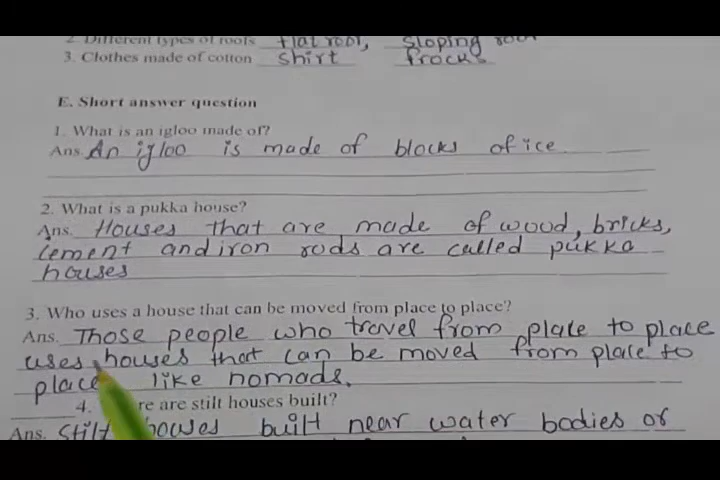 2. Different types of roofs flat roof, sloping roof
3. Clothes made of cotton shirt frocks
E. Short answer question
1. What is an igloo made of?
Ans. An igloo is made of blocks of ice
2. What is a pukka house?
Ans. Houses that are made of wood, bricks,
cement and iron rods are called pukka
houses
3. Who uses a house that can be moved from place to place?
Ans. Those people who travel from place to place
uses houses that can be moved from place to
place like nomads.
4. re are stilt houses built?
Ans. Stilt houses built near water bodies or